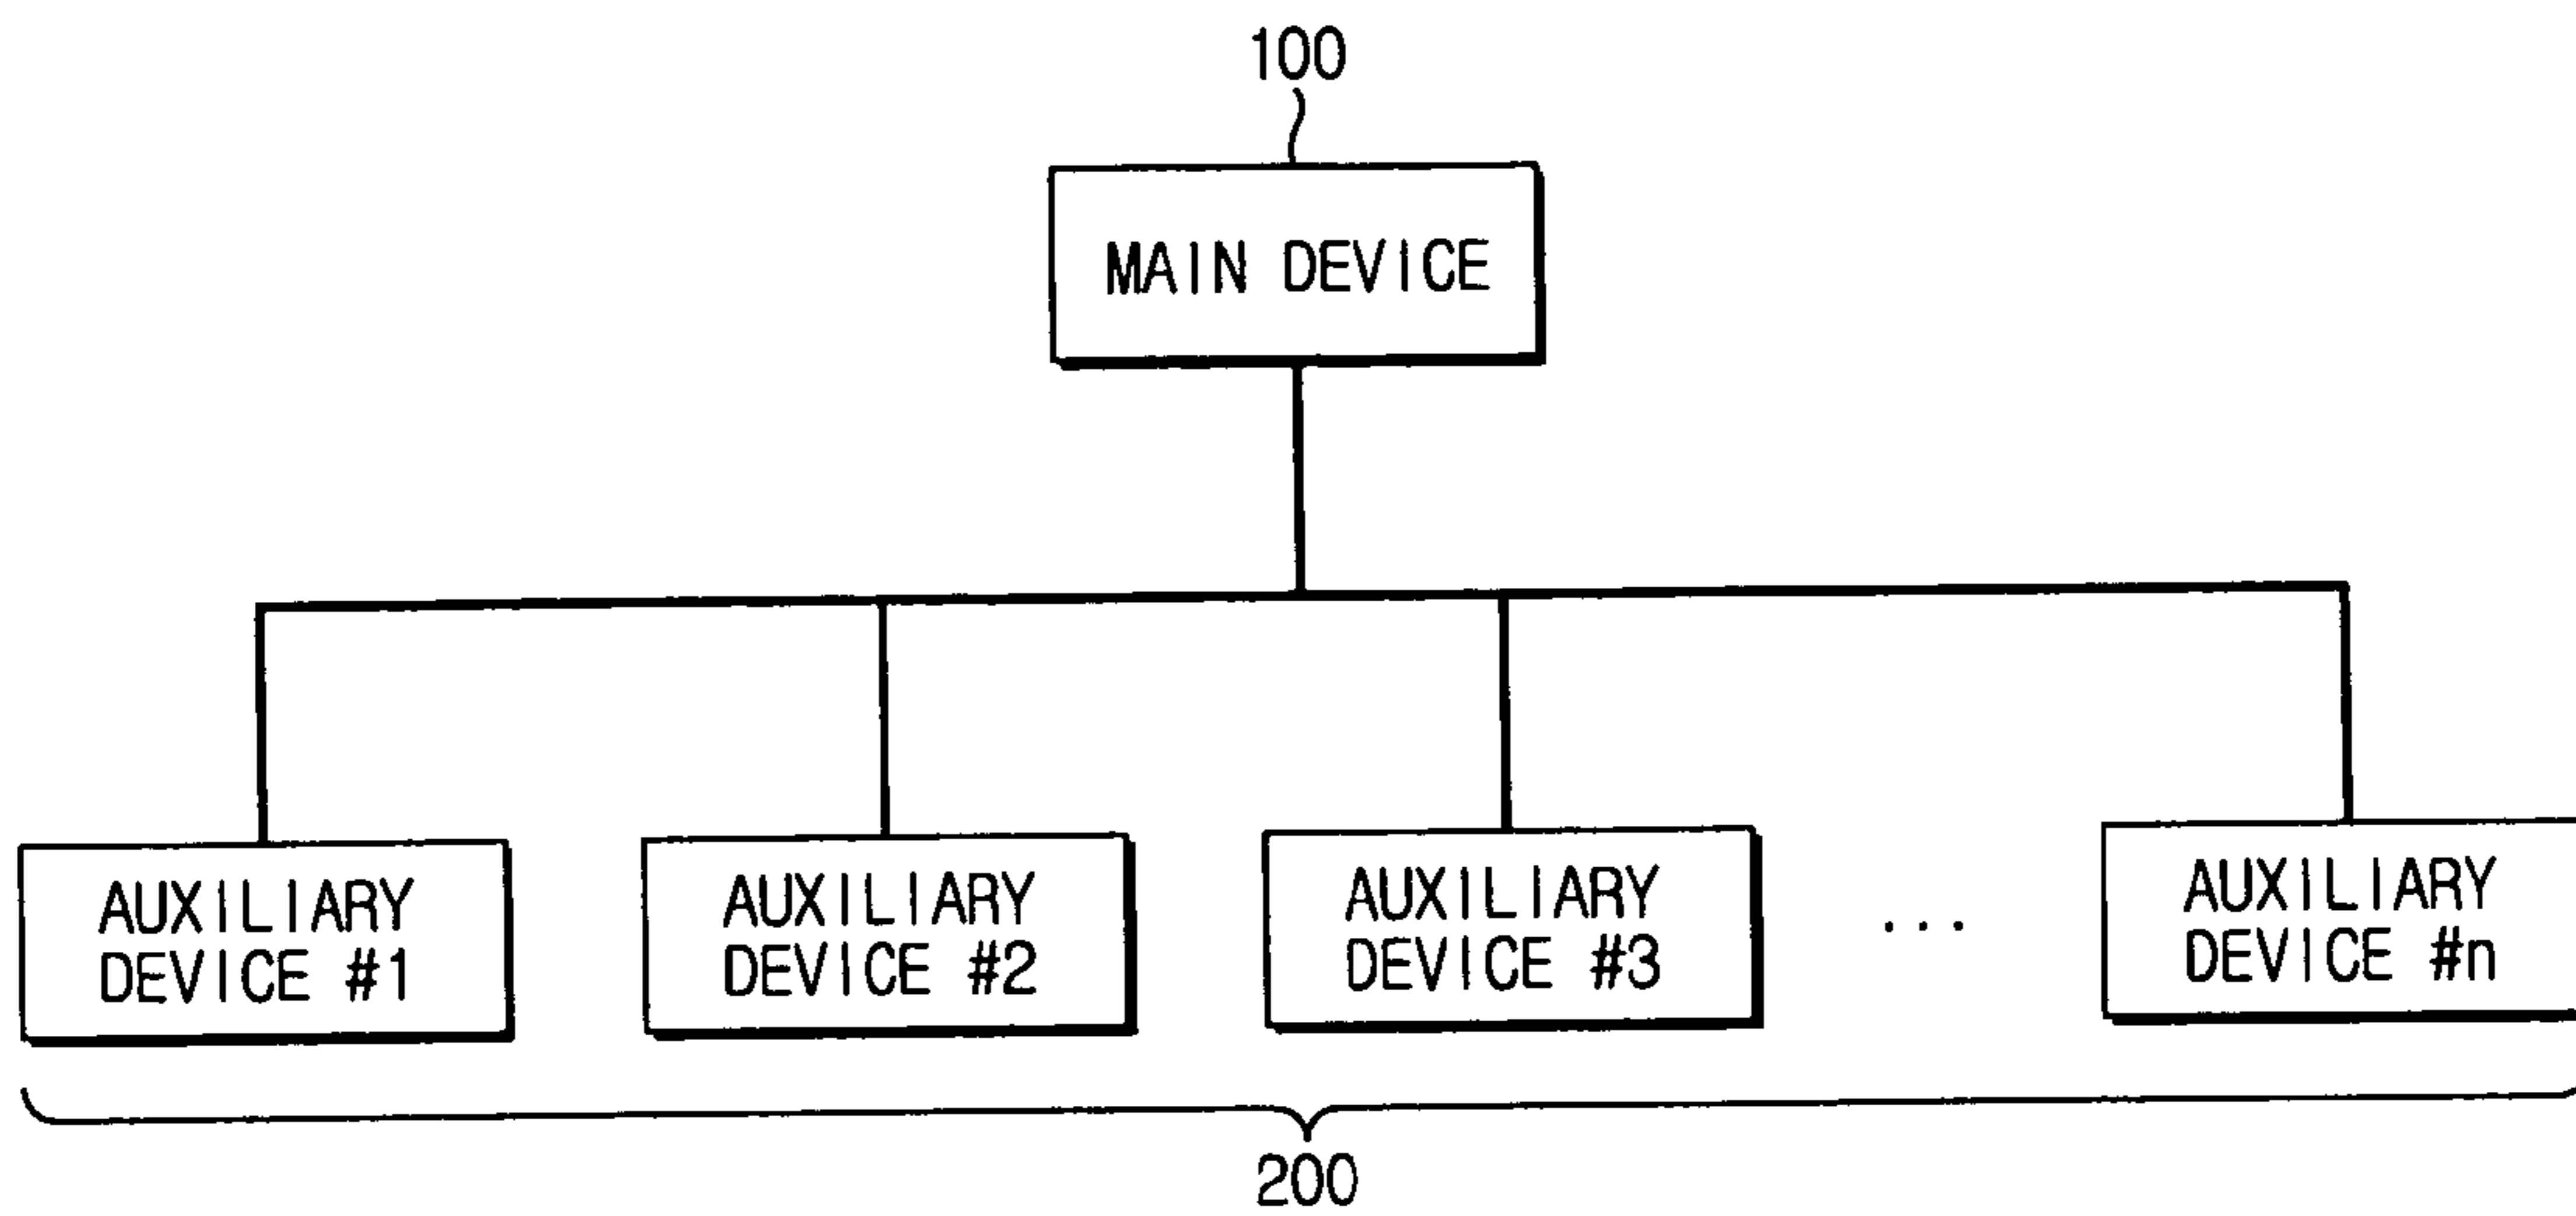 100
MAIN DEVICE
AUXILIARY
DEVICE #1
AUXILIARY
DEVICE #2
AUXILIARY
DEVICE #3
...
AUXILIARY
DEVICE #n
200